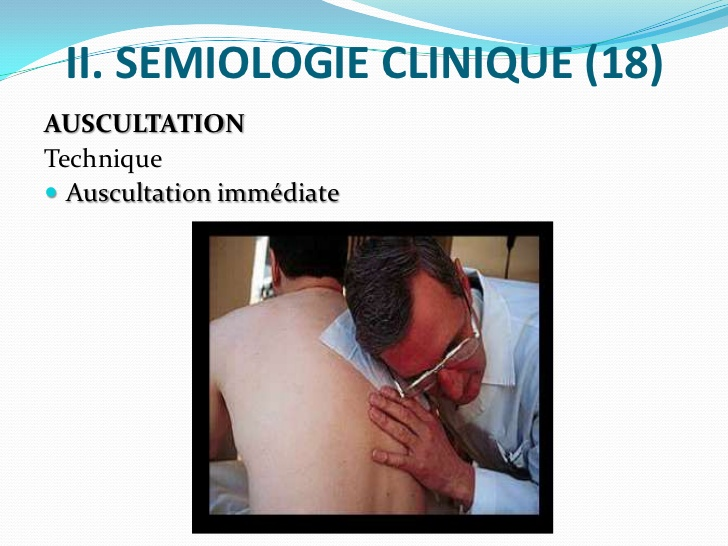 II. SEMIOLOGIE CLINIQUE (18)
AUSCULTATION
Technique
• Auscultation immédiate